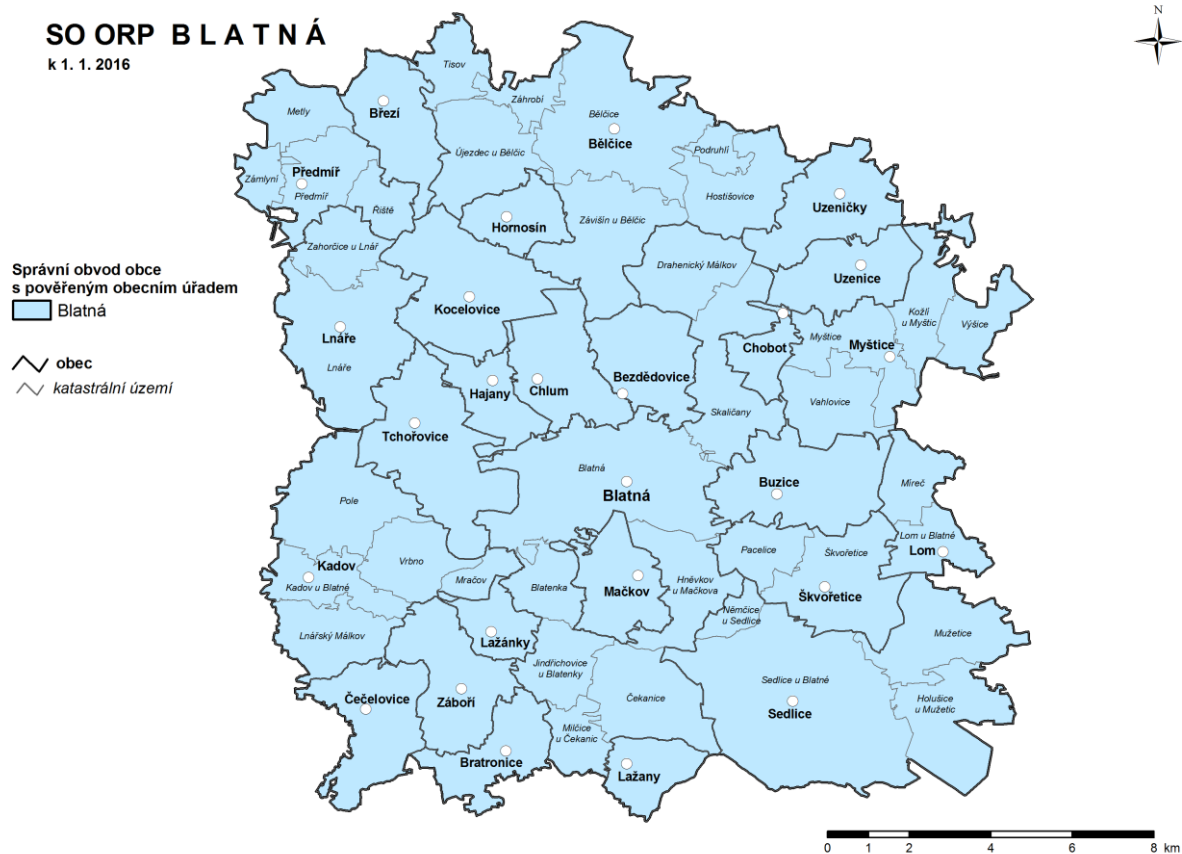 SO ORP B L A T N Á
k 1. 1. 2016
N
Správní obvod obce
s pověřeným obecním úřadem
Blatná
obec
katastrální území
Tisov
Záhrobí
Metly
Březí
Bělčice
Bělčice
Újezdec u Bělčic
Podruhlí
Zámlyní
Předmíř
Předmíř
Řiště
Hostišovice
Uzeničky
Hornosín
Závišín u Bělčic
Zahorčice u Lnář
Drahenický Málkov
Uzenice
Kocelovice
Kožlí
u Myštic
Výšice
Lnáře
Lnáře
Chobot
Myštice
Myštice
Hajany
Chlum
Bezdědovice
Vahlovice
Skaličany
Tchořovice
Blatná
Blatná
Buzice
Míreč
Pole
Lom u Blatné
Lom
Pacelice
Škvořetice
Škvořetice
Kadov
Kadov u Blatné
Vrbno
Mračov
Blatenka
Mačkov
Hněvkov
u Mačkova
Němčice
u Sedlice
Mužetice
Lnářský Málkov
Lažánky
Jindřichovice
u Blatenky
Čečelovice
Záboří
Čekanice
Sedlice u Blatné
Sedlice
Holušice
u Mužetic
Milčice
u Čekanic
Bratronice
Lažany
0 1 2 4 6 8 km